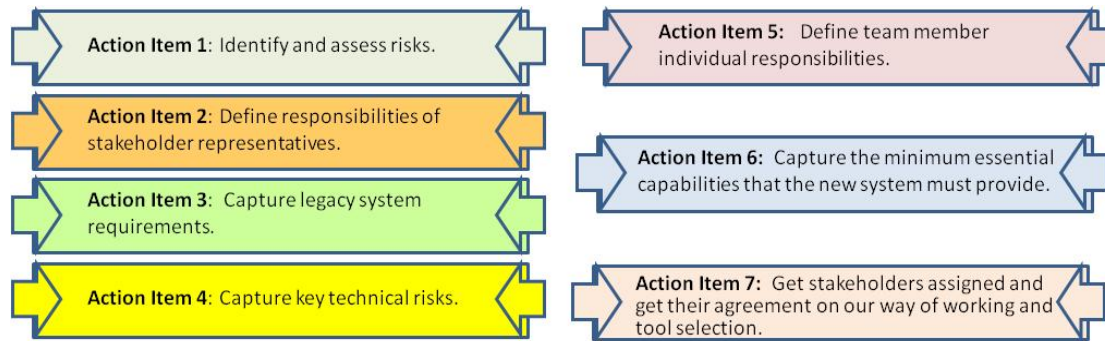 Action Item 1: Identify and assess risks.
Action Item 2: Define responsibilities of
stakeholder representatives.
Action Item 3: Capture legacy system
requirements.
Action Item 4: Capture key technical risks.
Action Item 5: Define team member
individual responsibilities.
Action Item 6: Capture the minimum essential
capabilities that the new system must provide.
Action Item 7: Get stakeholders assigned and
get their agreement on our way of working and
tool selection.